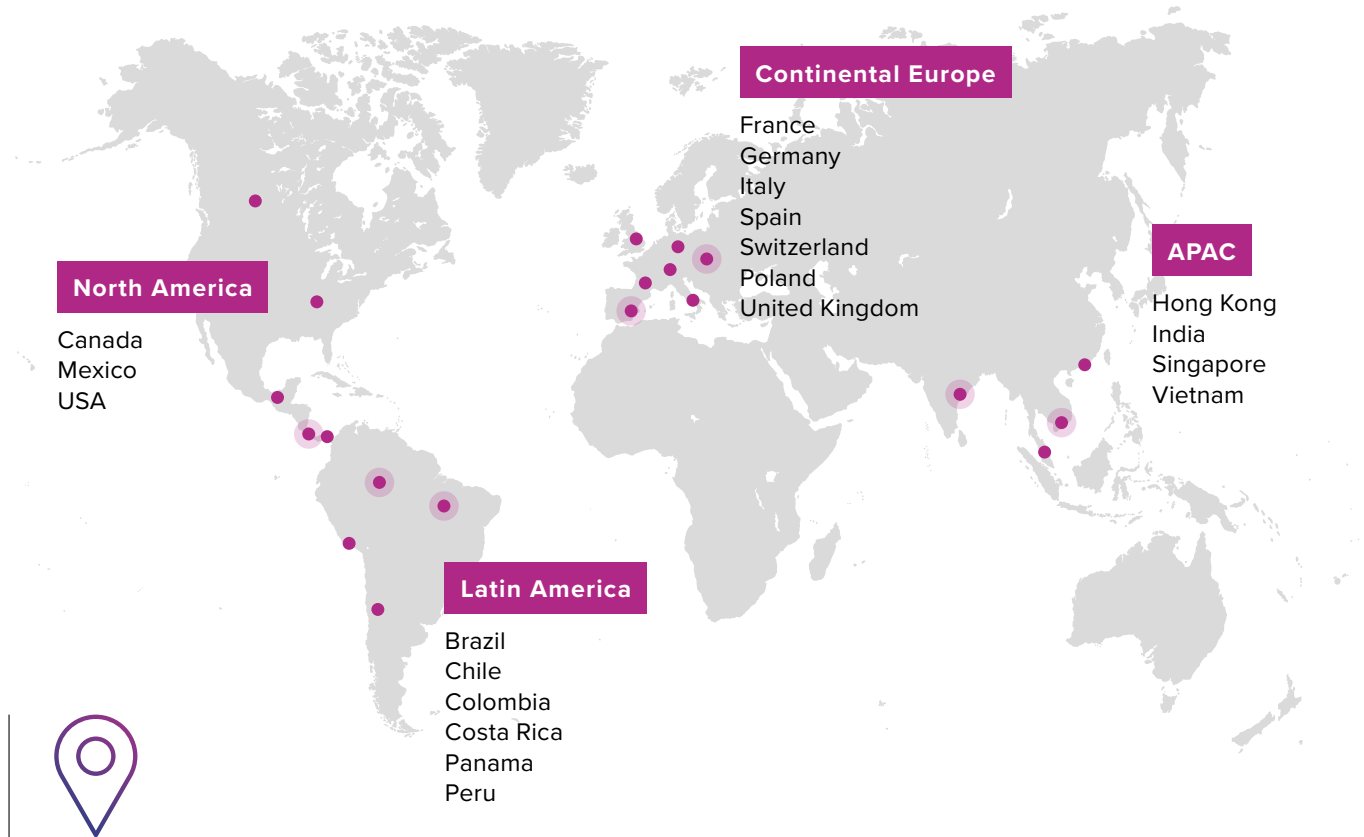 Continental Europe
France
Germany
Italy
Spain
Switzerland
Poland
United Kingdom
APAC
Hong Kong
India
Singapore
Vietnam
North America
Canada
Mexico
USA
Latin America
Brazil
Chile
Colombia
Costa Rica
Panama
Peru